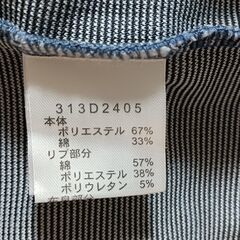 313D2405
本体
ポリエステル 67%
綿 33%
リブ部分
綿 57%
ポリエステル 38%
ポリウレタン 5%